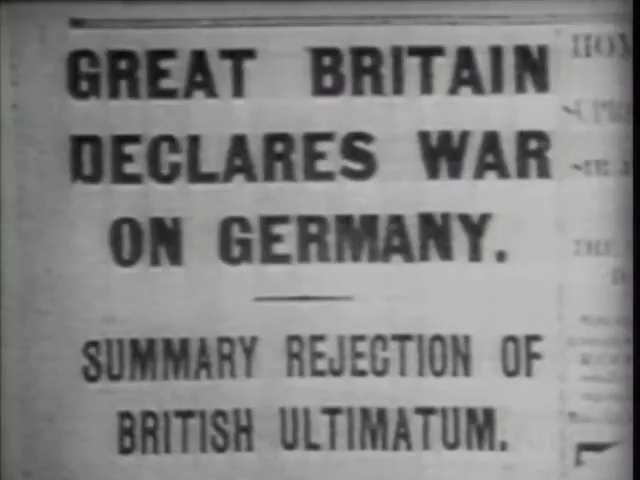 GREAT BRITAIN
DECLARES WAR
ON GERMANY.
SUMMARY REJECTION OF
BRITISH ULTIMATUM.